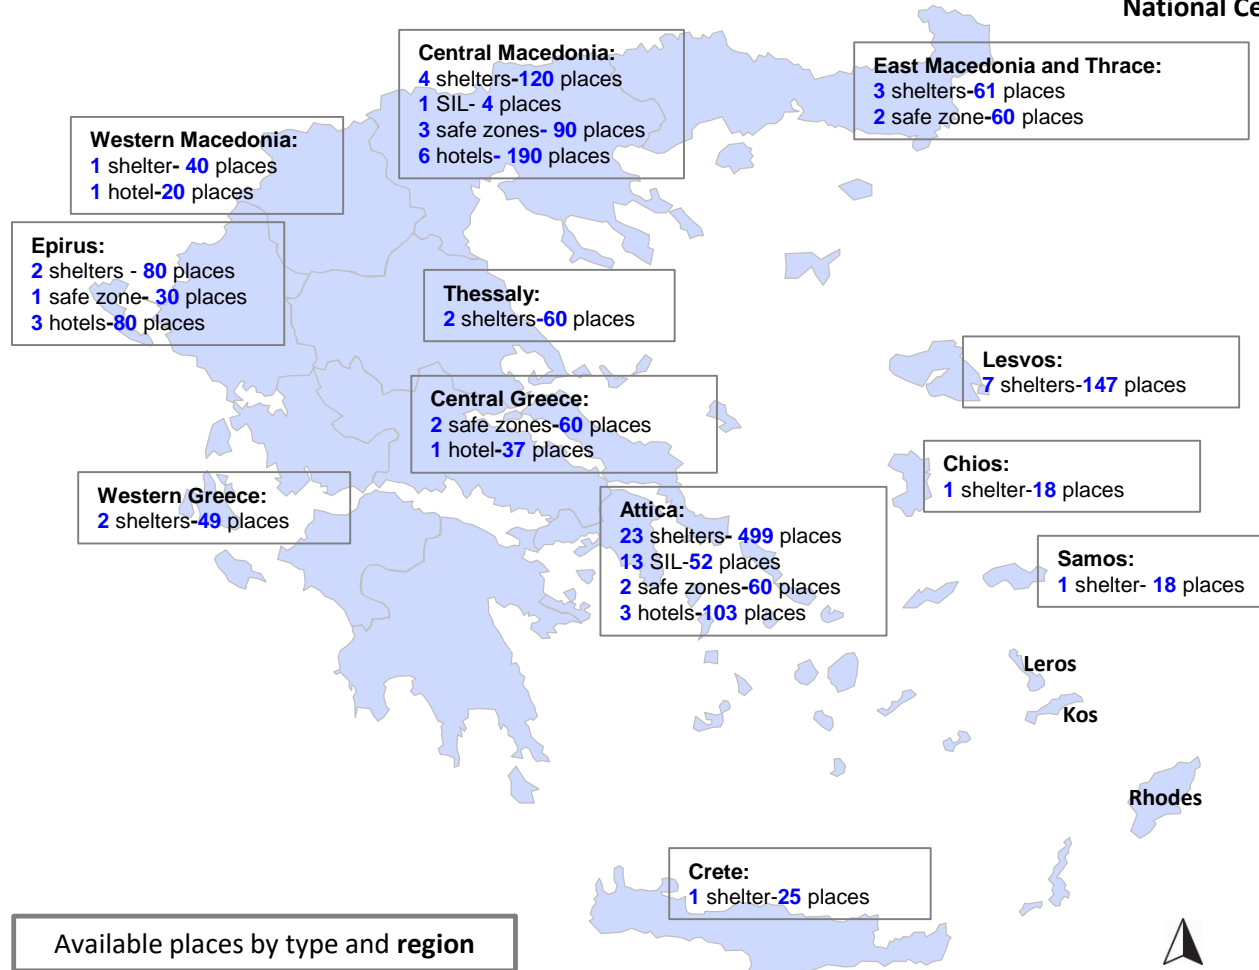 National Ce
Central Macedonia:
4 shelters-120 places
1 SIL- 4 places
3 safe zones- 90 places
6 hotels- 190 places
East Macedonia and Thrace:
3 shelters-61 places
2 safe zone-60 places
Western Macedonia:
1 shelter- 40 places
1 hotel-20 places
Epirus:
2 shelters - 80 places
1 safe zone- 30 places
3 hotels-80 places
Thessaly:
2 shelters-60 places
Lesvos:
7 shelters-147 places
Central Greece:
2 safe zones-60 places
1 hotel-37 places
Chios:
1 shelter-18 places
Western Greece:
2 shelters-49 places
Attica:
23 shelters- 499 places
13 SIL-52 places
2 safe zones-60 places
3 hotels-103 places
Samos:
1 shelter- 18 places
Leros
Kos
Rhodes
Crete:
1 shelter-25 places
Available places by type and region